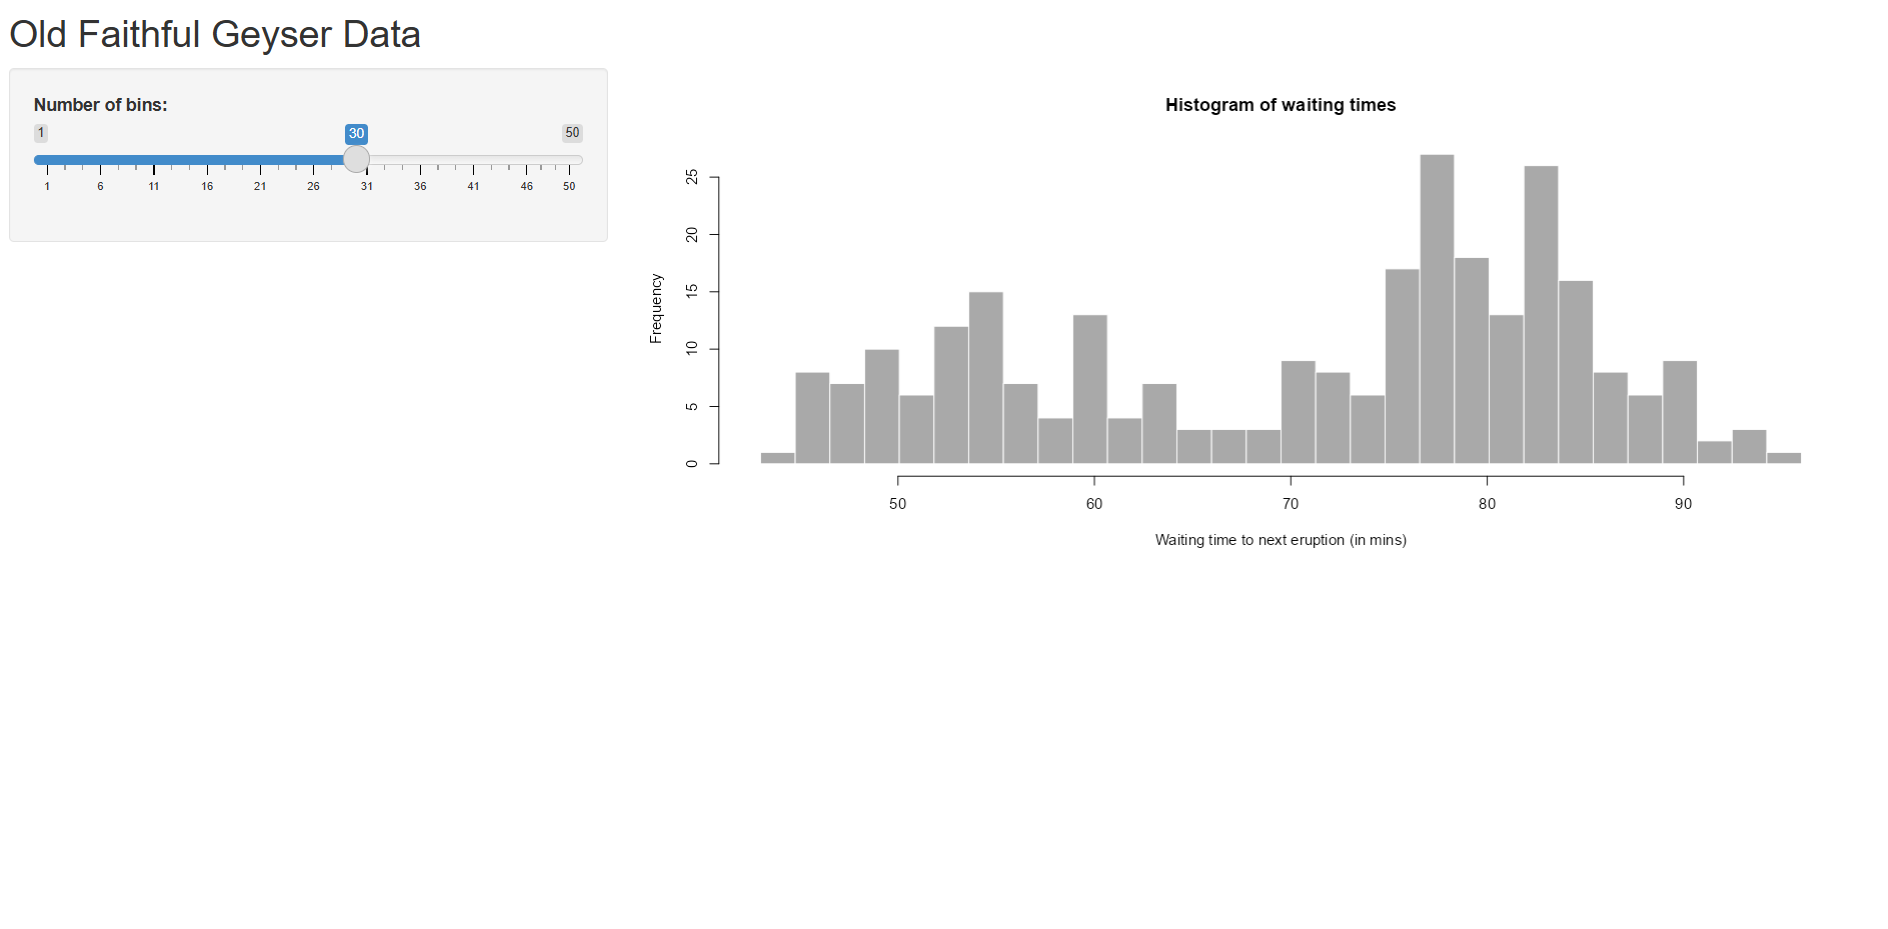 Old Faithful Geyser Data
Number of bins:
1 30 50
1 6 11 16 21 26 31 36 41 46 50
Histogram of waiting times
Frequency
25
20
15
10
5
0
50 60 70 80 90
Waiting time to next eruption (in mins)